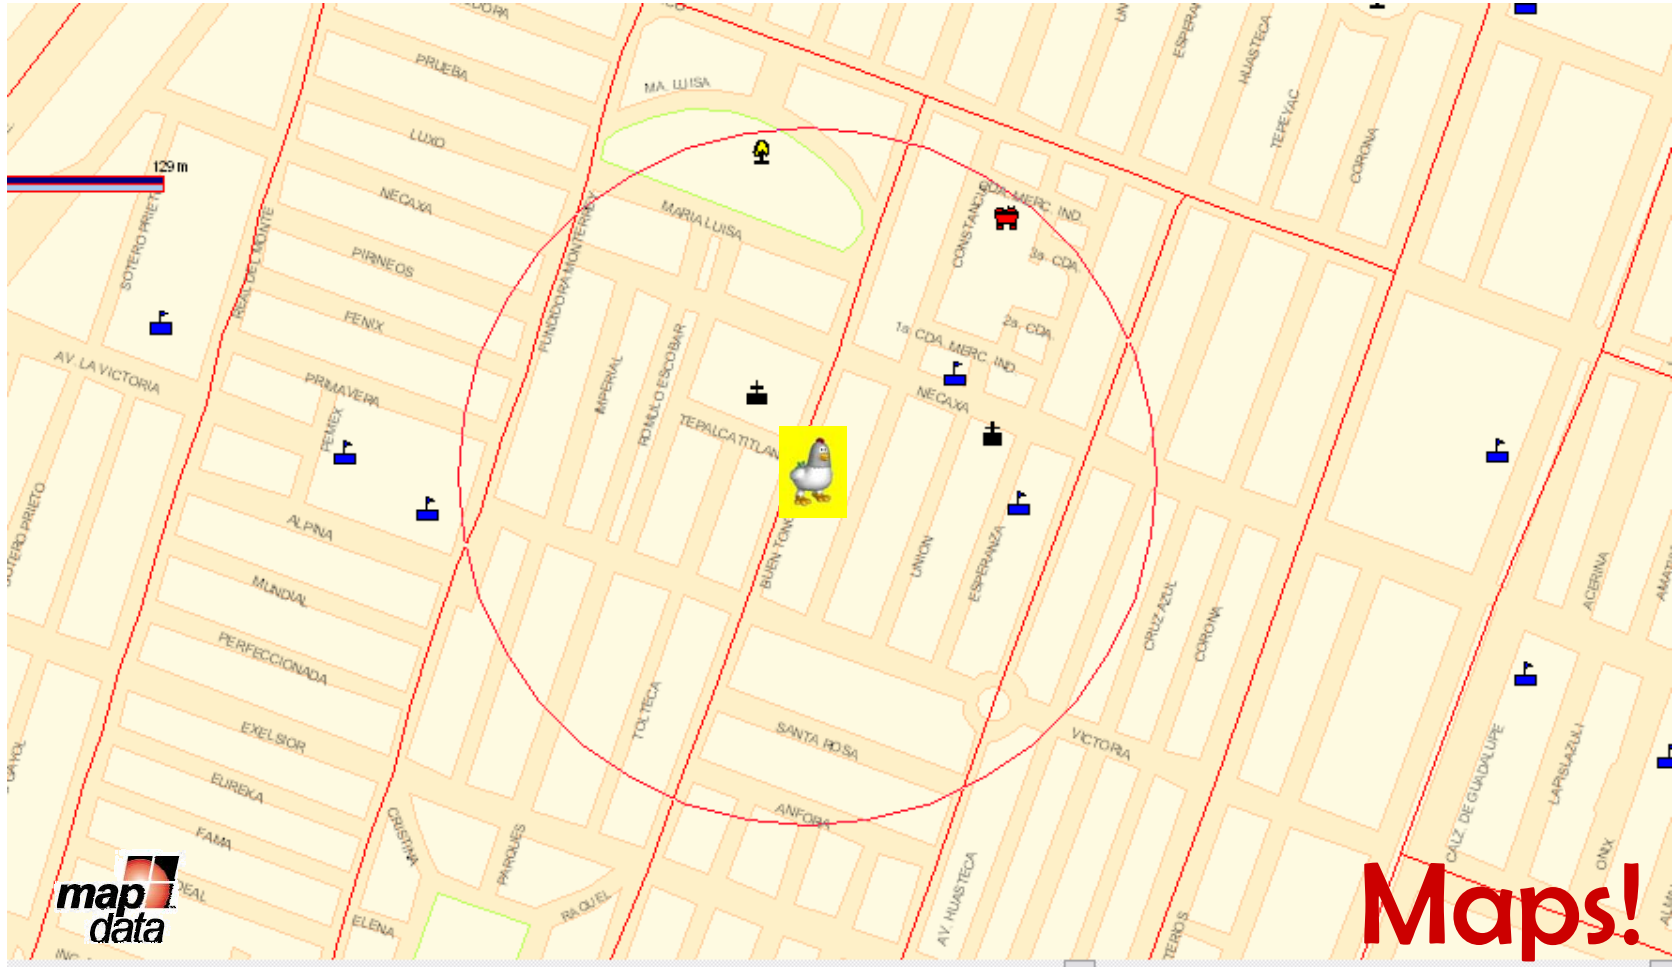 PRUEBA
MA. LUISA
HUASTECA
TEPEYAC
CORONA
LUXO
129 m
NECAXA
SOTERO PRIETO
REAL DEL MONTE
FUNDIDORA MONTERREY
MARIA LUISA
CONSTANCIA
CDA. MERC. IND
3a. CDA.
PIRINEOS
FENIX
2a. CDA.
1a. CDA. MERC. IND.
AV. LA VICTORIA
PRIMAVERA
PEMEX
IMPERIAL
ROMULO ESCOBAR
TEPALCATITLAN
NECAXA
ALPINA
BUEN TONO
UNION
ESPERANZA
MUNDIAL
CRUZ AZUL
CORONA
ACERINA
PERFECCIONADA
TOLTECA
SANTA ROSA
VICTORIA
EXELSIOR
EUREKA
ANFORA
CALZ. DE GUADALUPE
LAPISLAZULI
FAMA
CRISTINA
PARQUES
ONIX
ELENA
RAQUEL
AV. HUASTECA
map
data
Maps!